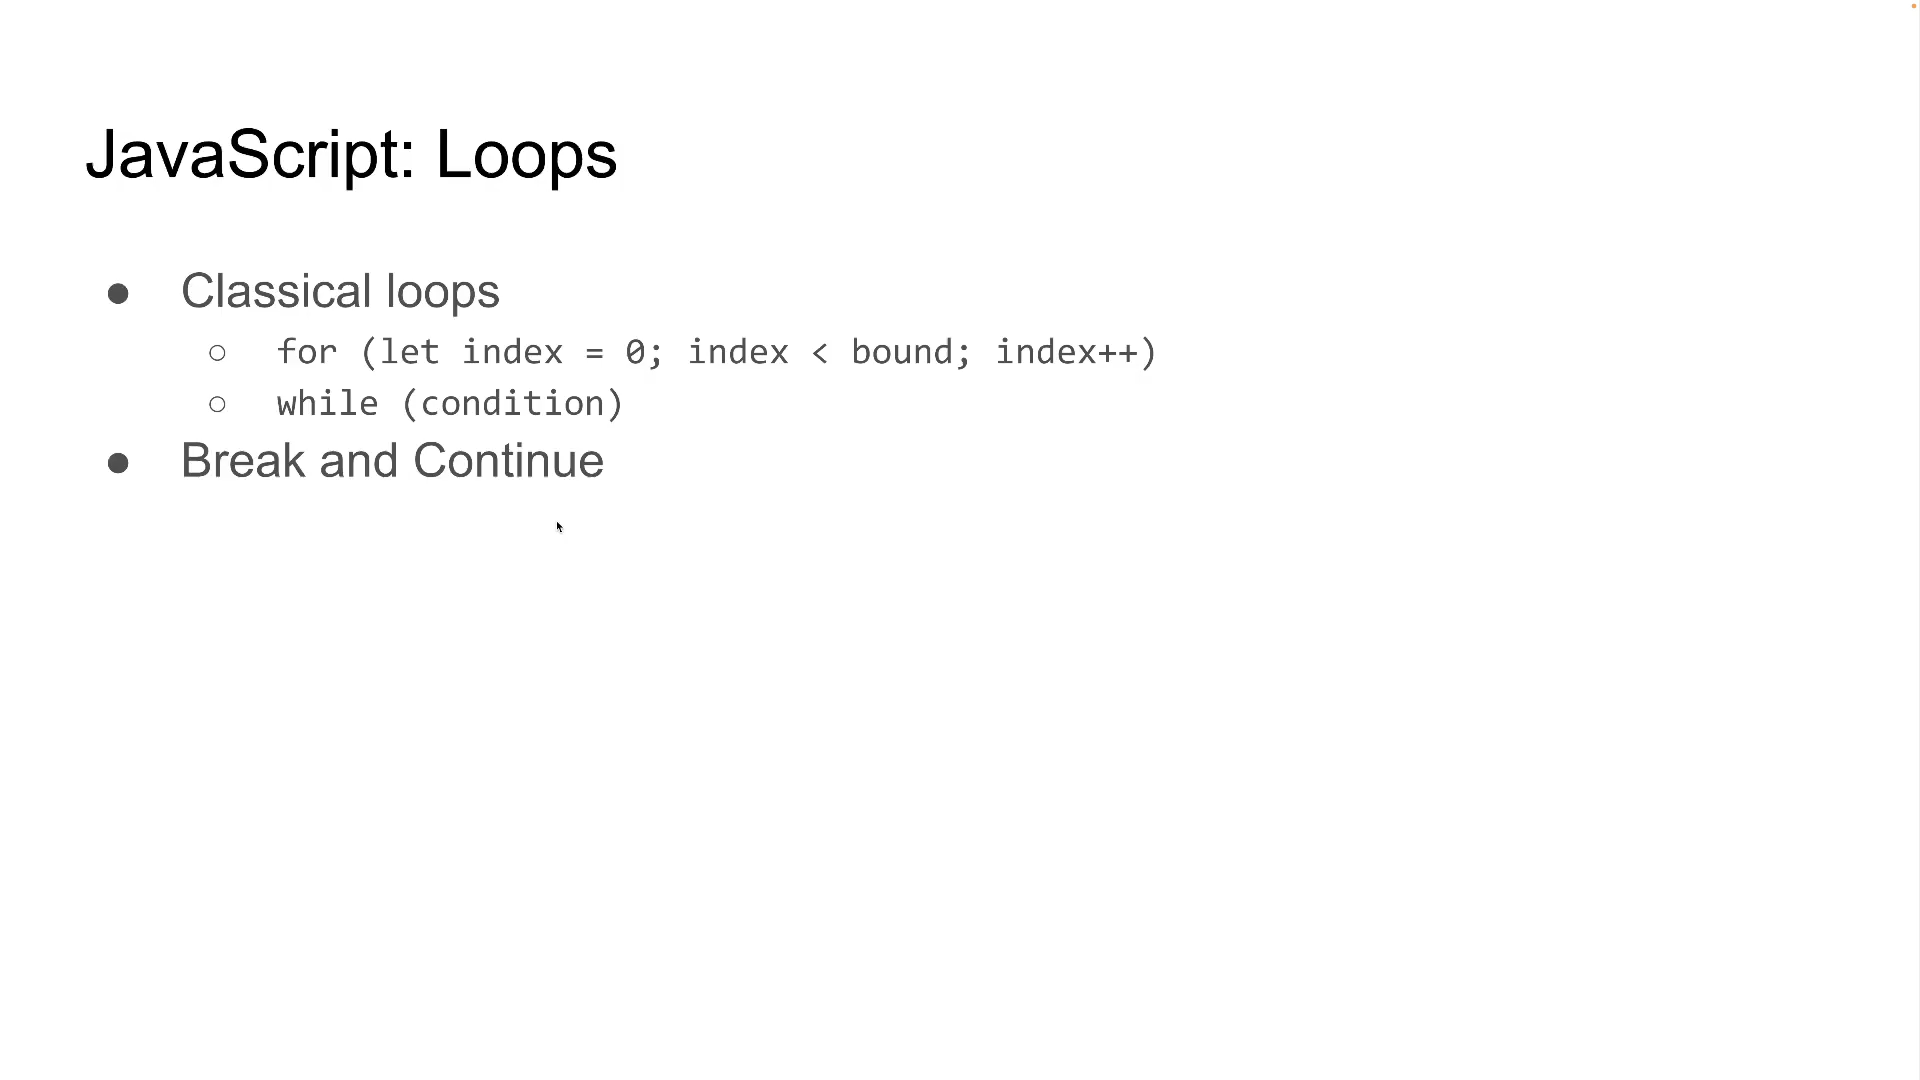 JavaScript: Loops
● Classical loops
○ for (let index = 0; index < bound; index++)
○ while (condition)
● Break and Continue